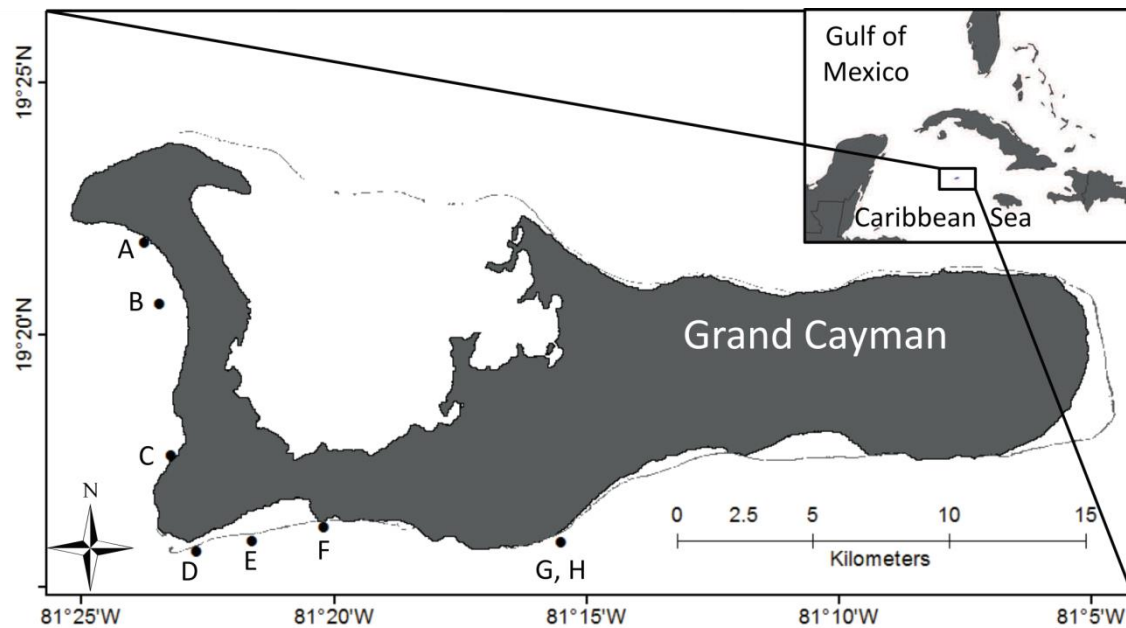 Gulf of
Mexico
Caribbean Sea
19°25'N
19°20'N
A
B
C
D
E
F
G, H
Grand Cayman
N
0 2.5 5 10 15
Kilometers
81°25'W 81°20'W 81°15'W 81°10'W 81°5'W